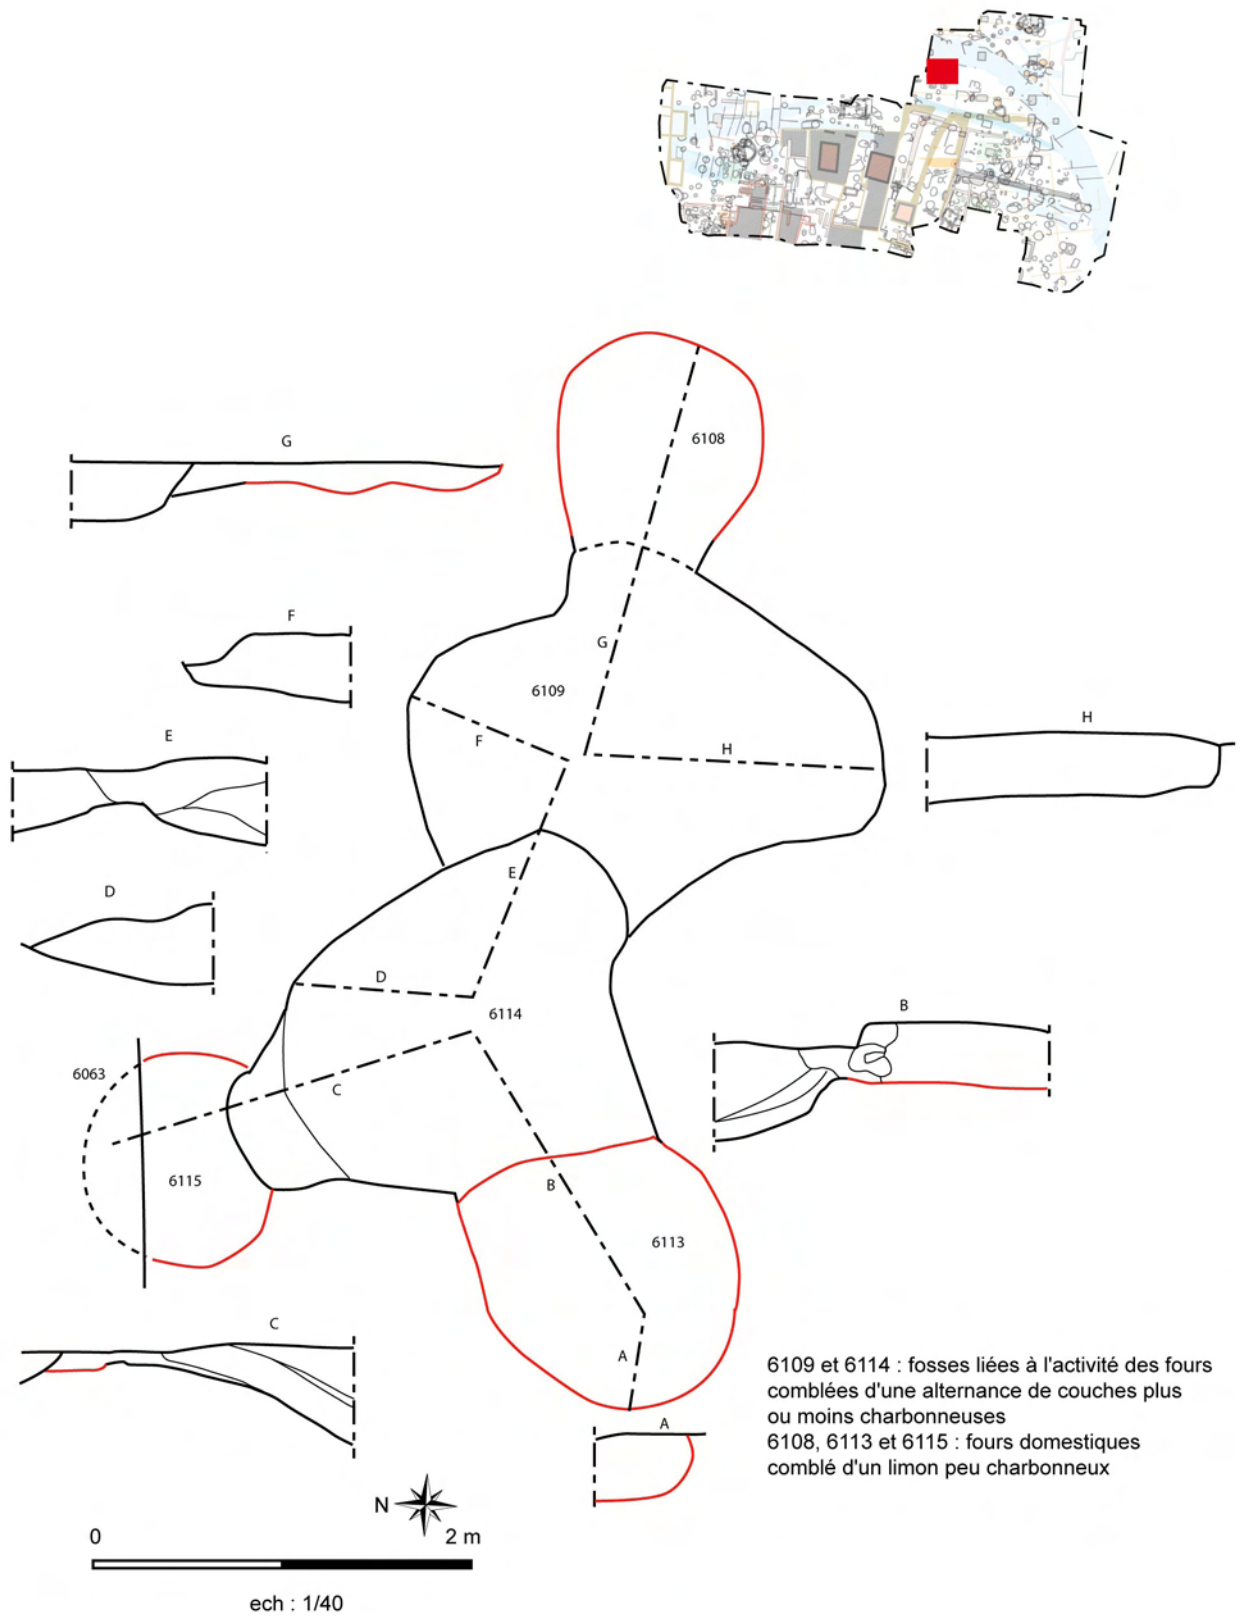 6108
G
F
G
6109
H
E
F
H
E
D
D
6114
B
6063
C
6115
B
6113
C
A
6109 et 6114 : fosses liées à l'activité des fours
comblées d'une alternance de couches plus
ou moins charbonneuses
6108, 6113 et 6115 : fours domestiques
comblé d'un limon peu charbonneux
A
N
0 2 m
ech : 1/40